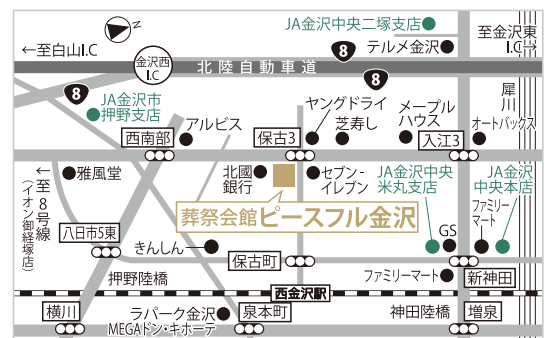 N
JA金沢中央二塚支店
至金沢東
I.C→
←至白山I.C
テルメ金沢
金沢西
I.C
8
北陸自動車道
8
8
JA金沢市
押野支店
ヤングドライ
メープル
ハウス
犀川
西南部
アルビス
保古3
芝寿し
入江3
オートバックス
←至8号線
(イオン御経塚店)
雅風堂
北國
銀行
セブン-
イレブン
JA金沢中央
米丸支店
JA金沢
中央本店
ファミリー
マート
葬祭会館ピースフル金沢
八日市5東
きんしん
GS
保古町
押野陸橋
ファミリーマート
新神田
西金沢駅
横川
ラパーク金沢
MEGAドン・キホーテ
泉本町
神田陸橋
増泉